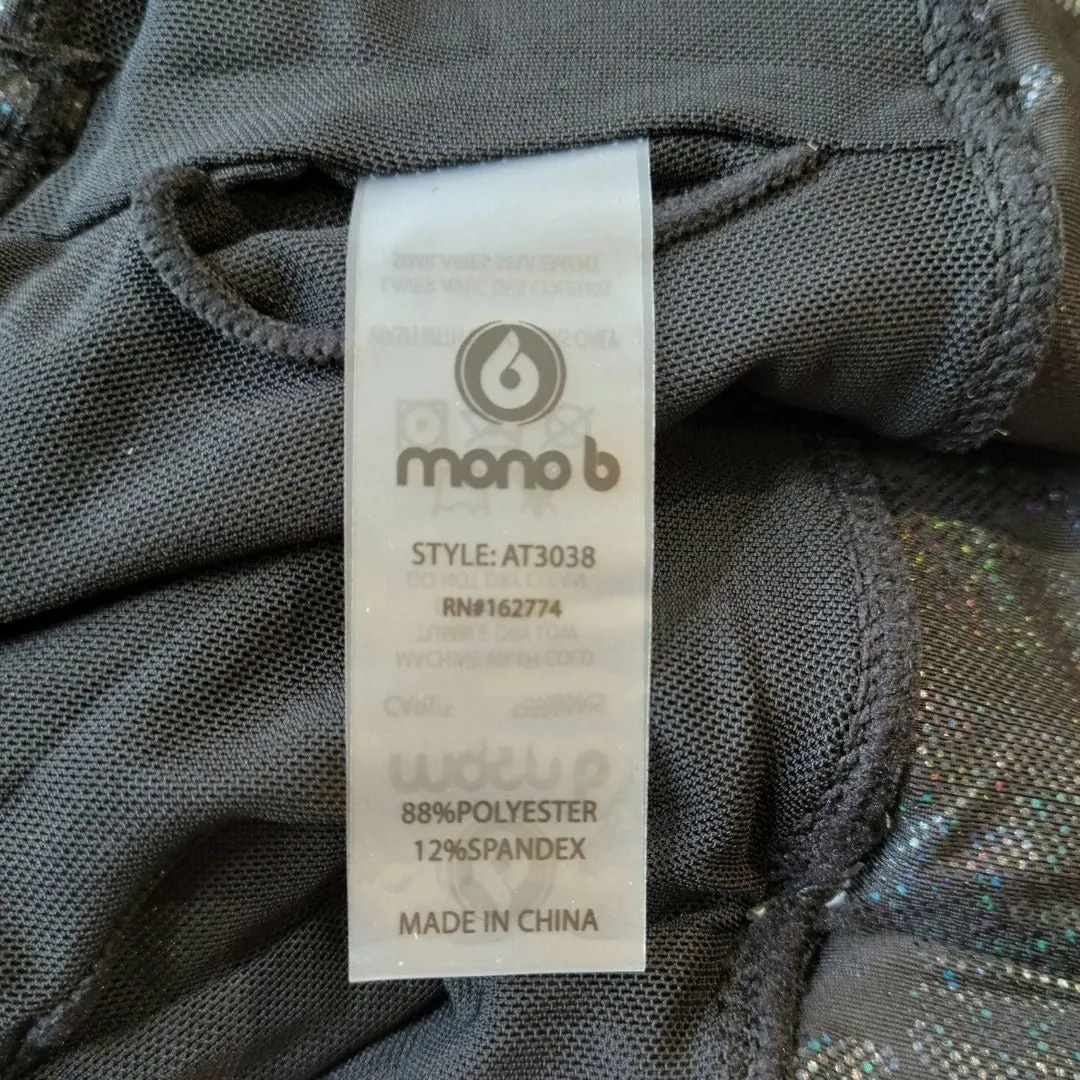 mono b
STYLE: AT3038
RN#162774
88%POLYESTER
12%SPANDEX
MADE IN CHINA